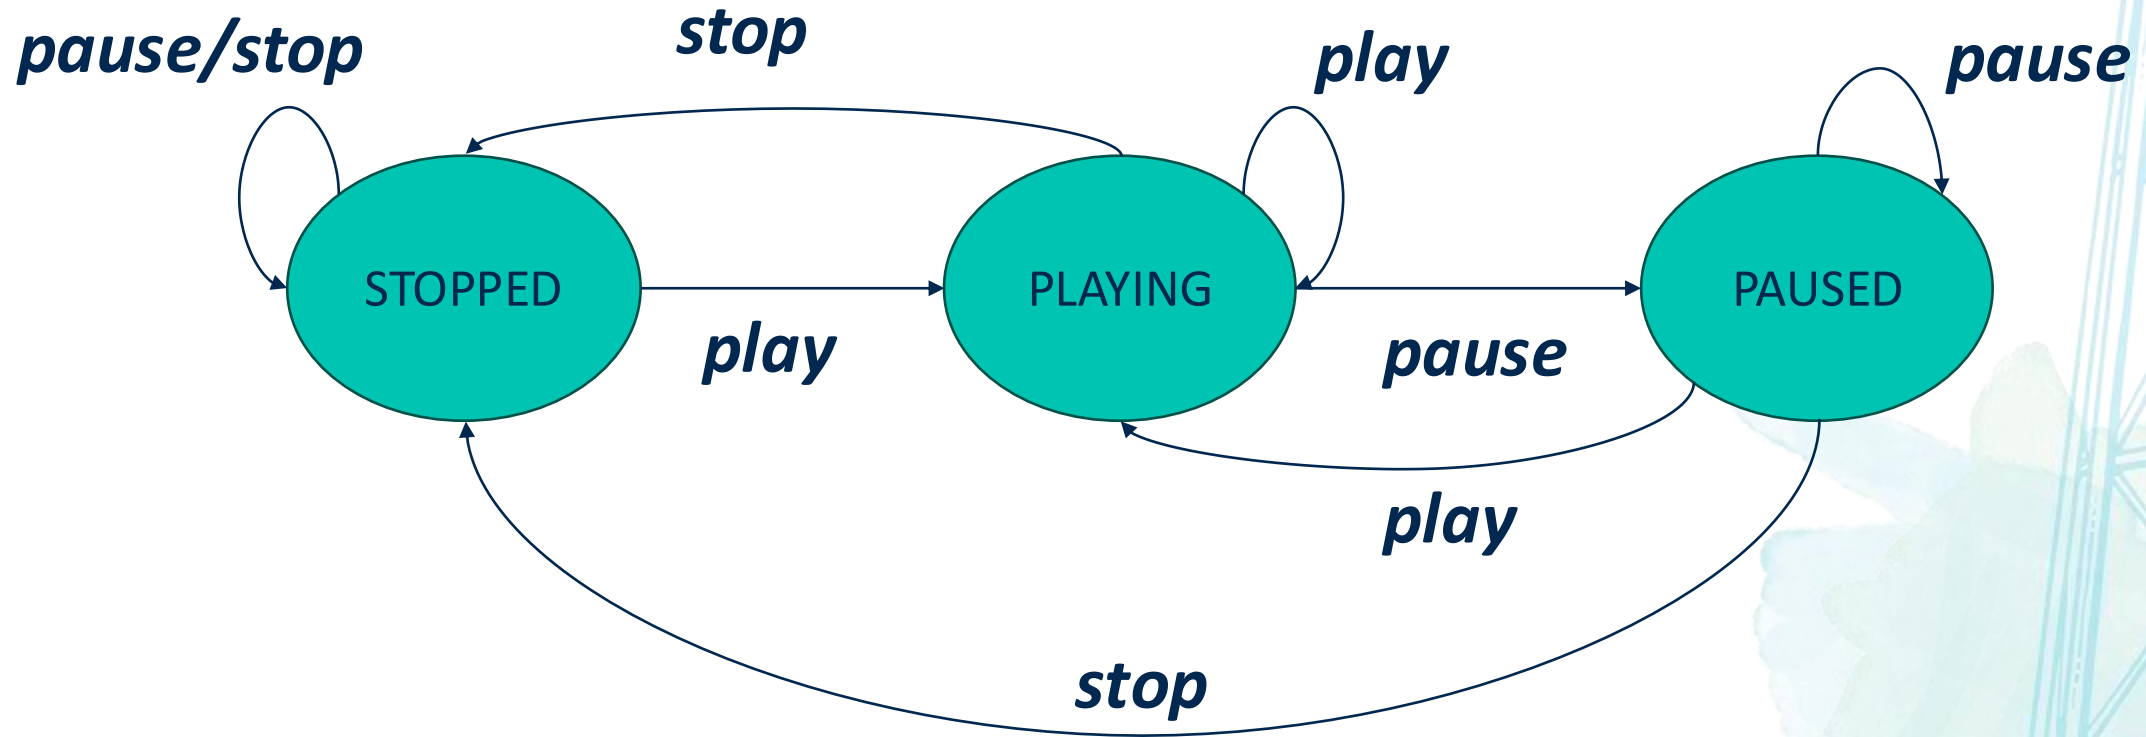 pause/stop
stop
play
pause
STOPPED
PLAYING
PAUSED
play
pause
play
stop